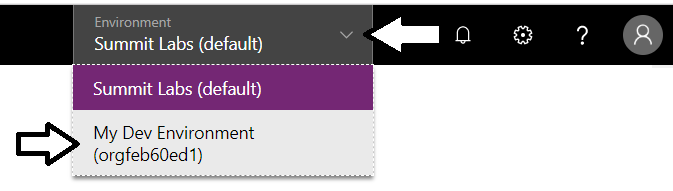 Environment
Summit Labs (default)
Summit Labs (default)
My Dev Environment
(orgfeb60ed1)